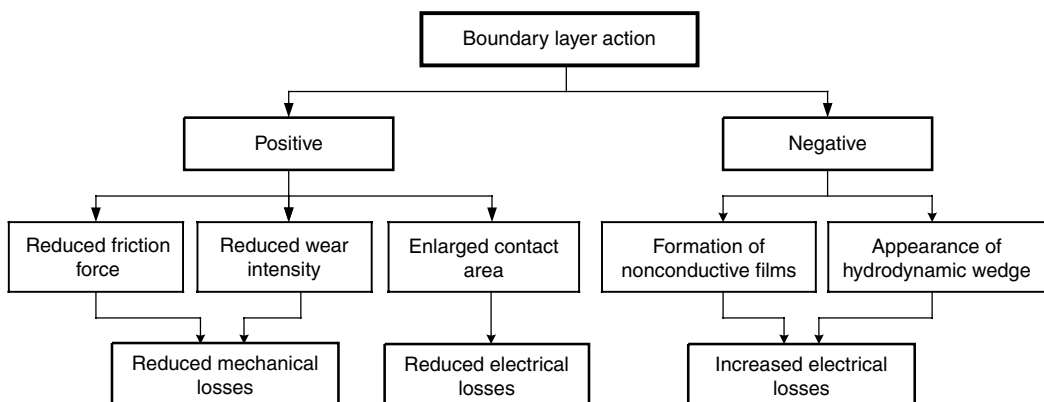 Boundary layer action
Positive
Negative
Reduced friction
force
Reduced wear
intensity
Enlarged contact
area
Formation of
nonconductive films
Appearance of
hydrodynamic wedge
Reduced mechanical
losses
Reduced electrical
losses
Increased electrical
losses